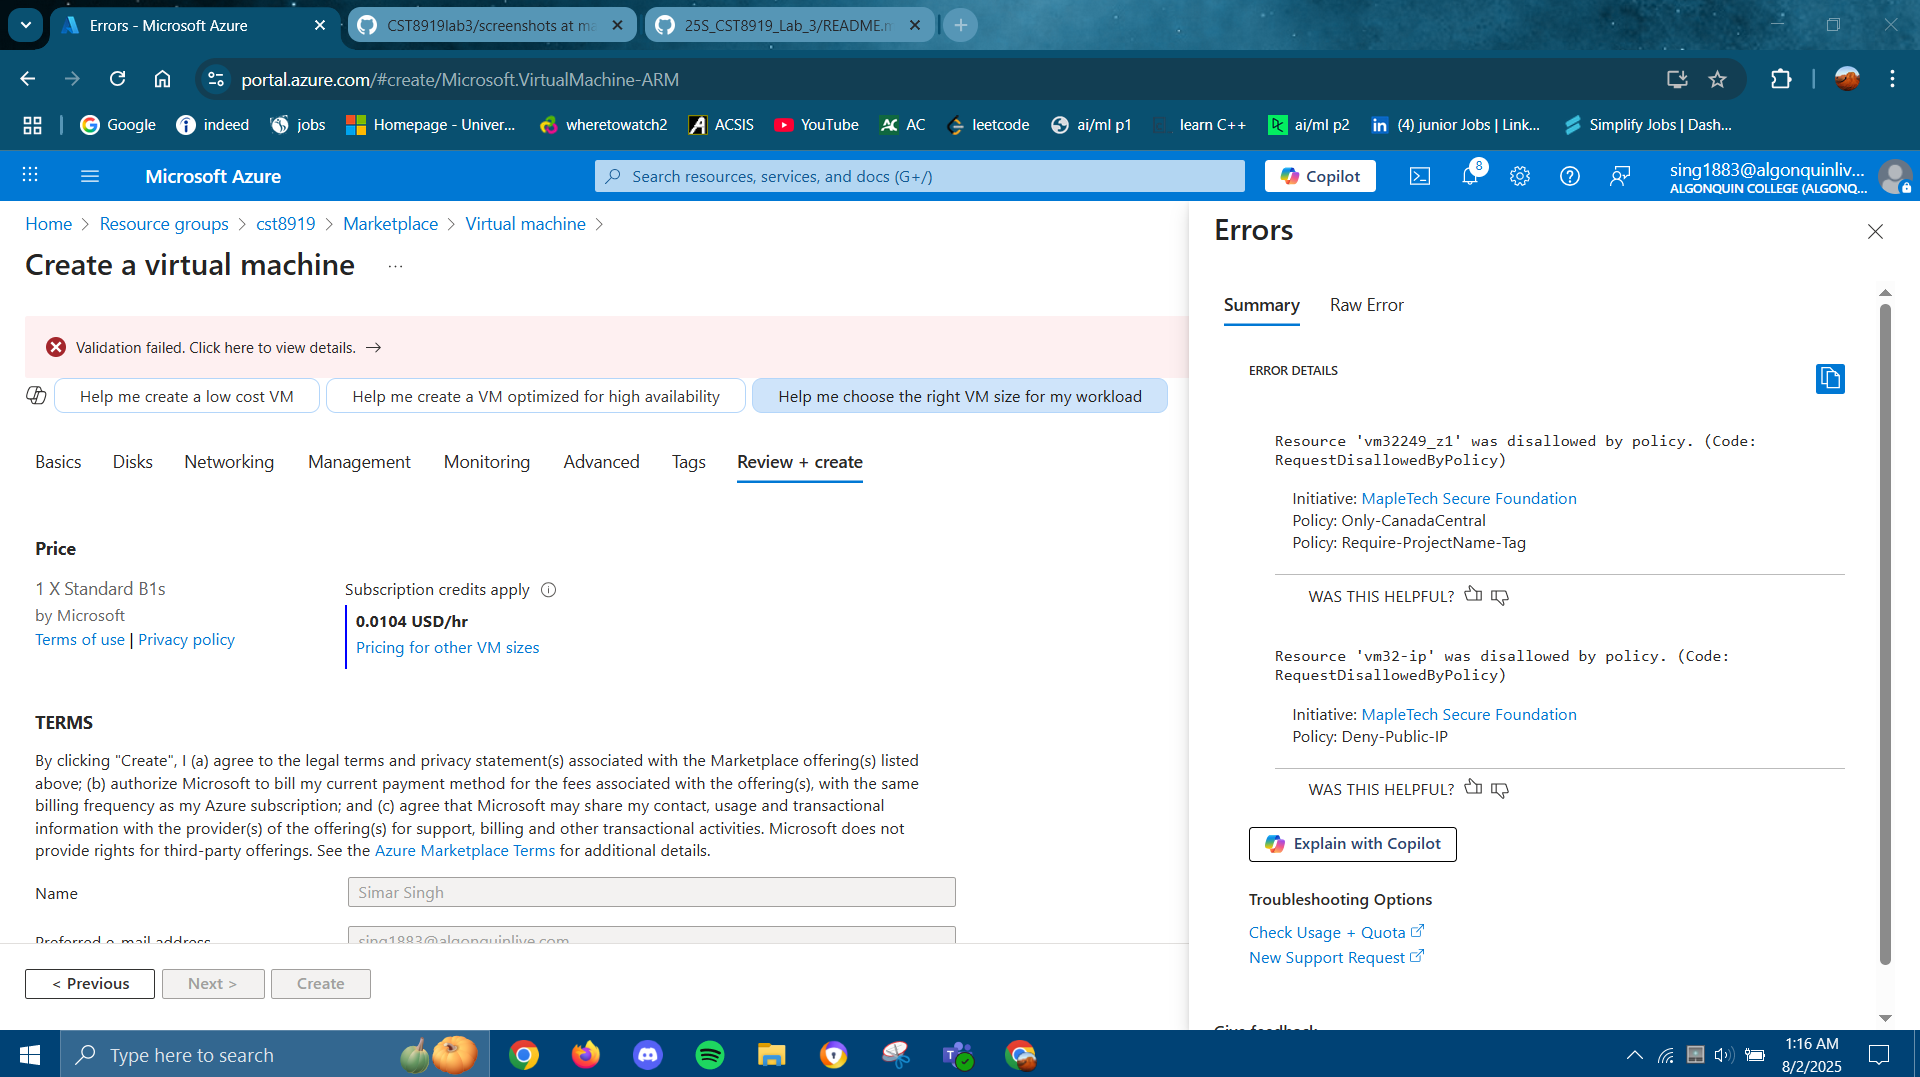 Errors - Microsoft Azure
CST8919lab3/screenshots at ma
25S_CST8919_Lab_3/README.m
portal.azure.com/#create/Microsoft.VirtualMachine-ARM
Google
indeed
jobs
Homepage - Univer...
wheretowatch2
ACSIS
YouTube
AC
leetcode
ai/ml p1
learn C++
ai/ml p2
(4) junior Jobs | Link...
Simplify Jobs | Dash...
Microsoft Azure
Search resources, services, and docs (G+/)
Copilot
8
sing1883@algonquinliv...
ALGONQUIN COLLEGE (ALGONQ...
Home > Resource groups > cst8919 > Marketplace > Virtual machine >
Create a virtual machine ...
Validation failed. Click here to view details. →
Help me create a low cost VM
Help me create a VM optimized for high availability
Help me choose the right VM size for my workload
Basics Disks Networking Management Monitoring Advanced Tags Review + create
Price
1 X Standard B1s
by Microsoft
Terms of use | Privacy policy
Subscription credits apply
0.0104 USD/hr
Pricing for other VM sizes
TERMS
By clicking "Create", I (a) agree to the legal terms and privacy statement(s) associated with the Marketplace offering(s) listed
above; (b) authorize Microsoft to bill my current payment method for the fees associated with the offering(s), with the same
billing frequency as my Azure subscription; and (c) agree that Microsoft may share my contact, usage and transactional
information with the provider(s) of the offering(s) for support, billing and other transactional activities. Microsoft does not
provide rights for third-party offerings. See the Azure Marketplace Terms for additional details.
Name
Simar Singh
Preferred e-mail address
sing1883@algonquinlive.com
< Previous
Next >
Create
Errors
Summary
Raw Error
ERROR DETAILS
Resource 'vm32249_z1' was disallowed by policy. (Code:
RequestDisallowedByPolicy)
Initiative: MapleTech Secure Foundation
Policy: Only-CanadaCentral
Policy: Require-ProjectName-Tag
WAS THIS HELPFUL?
Resource 'vm32-ip' was disallowed by policy. (Code:
RequestDisallowedByPolicy)
Initiative: MapleTech Secure Foundation
Policy: Deny-Public-IP
WAS THIS HELPFUL?
Explain with Copilot
Troubleshooting Options
Check Usage + Quota
New Support Request
Give feedback
Type here to search
1:16 AM
8/2/2025